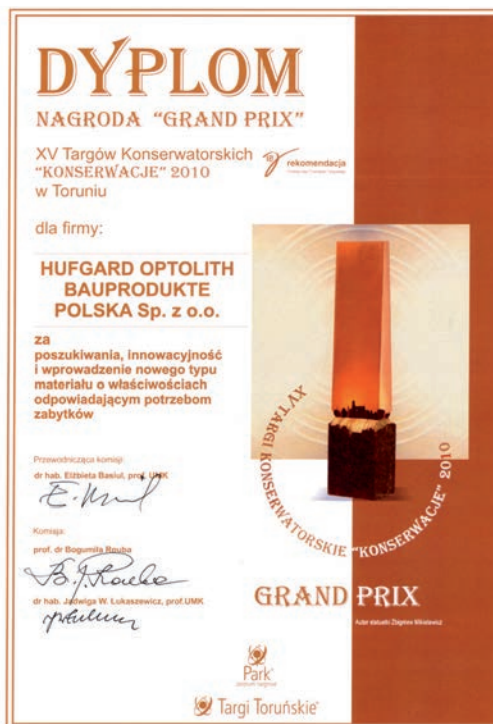 DYPLOM
NAGRODA "GRAND PRIX"
XV Targów Konserwatorskich
"KONSERWACJE" 2010
w Toruniu
rekomendacja
dla firmy:
HUFGARD OPTOLITH
BAUPRODUKTE
POLSKA Sp. z o.o.
za
poszukiwania, innowacyjność
i wprowadzenie nowego typu
materiału o właściwościach
odpowiadającym potrzebom
zabytków
Przewodnicząca komisji:
dr hab. Elżbieta Basiul, prof. UMK
Komisja:
prof. dr Bogumiła Rouba
dr hab. Jadwiga W. Łukaszewicz, prof.UMK
XV TARGI KONSERWATORSKIE "KONSERWACJE" 2010
GRAND PRIX
Autor statuetki Zbigniew Mikielewicz
Park
centrum targowe
Targi Toruńskie